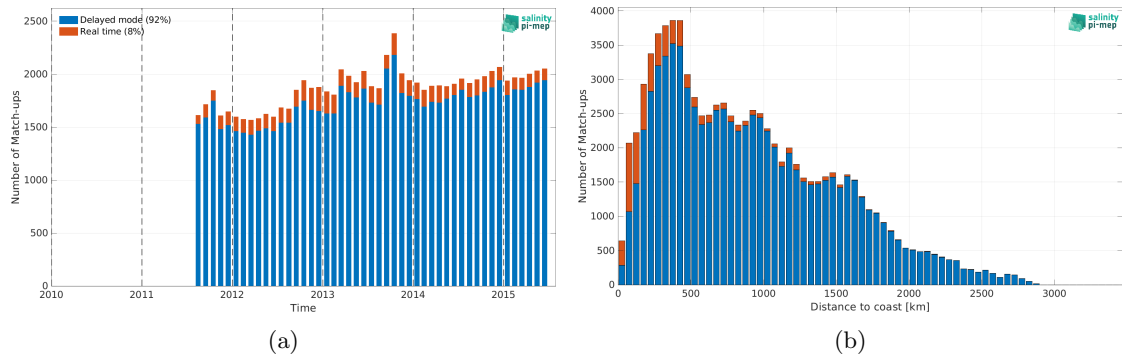 Delayed mode (92%)
Real time (8%)
salinity
pi-mep
Number of Match-ups
2500
2000
1500
1000
500
0
2010
2011
2012
2013
2014
2015
Time
(a)
salinity
pi-mep
Number of Match-ups
4000
3500
3000
2500
2000
1500
1000
500
0
0
500
1000
1500
2000
2500
3000
Distance to coast [km]
(b)